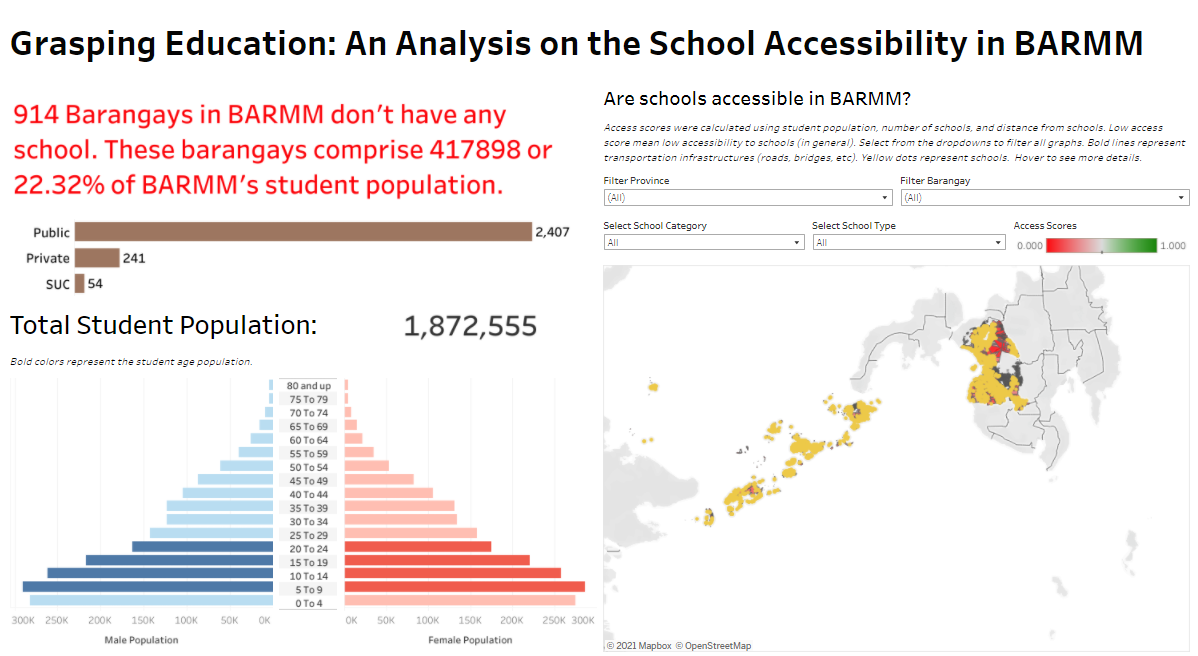 Grasping Education: An Analysis on the School Accessibility in BARMM
914 Barangays in BARMM don't have any
school. These barangays comprise 417898 or
22.32% of BARMM's student population.
Public 2,407
Private 241
SUC 54
Total Student Population: 1,872,555
Bold colors represent the student age population.
80 and up
75 To 79
70 To 74
65 To 69
60 To 64
55 To 59
50 To 54
45 To 49
40 To 44
35 To 39
30 To 34
25 To 29
20 To 24
15 To 19
10 To 14
5 To 9
0 To 4
300K 250K 200K 150K 100K 50K 0K 0K 50K 100K 150K 200K 250K 300K
Male Population Female Population
Are schools accessible in BARMM?
Access scores were calculated using student population, number of schools, and distance from schools. Low access
score mean low accessibility to schools (in general). Select from the dropdowns to filter all graphs. Bold lines represent
transportation infrastructures (roads, bridges, etc). Yellow dots represent schools. Hover to see more details.
Filter Province Filter Barangay
(All) (All)
Select School Category Select School Type Access Scores
All All 0.000 1.000
© 2021 Mapbox © OpenStreetMap